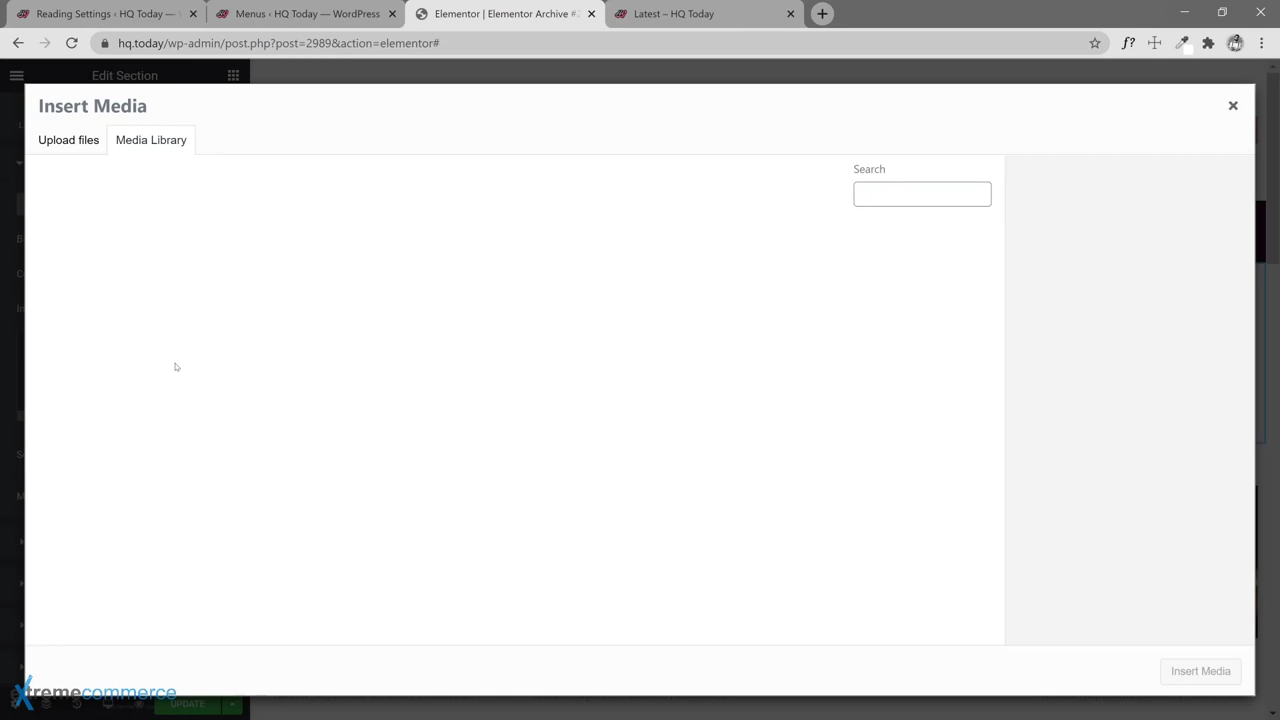 Reading Settings ‹ HQ Today —
Menus ‹ HQ Today — WordPress
Elementor | Elementor Archive #2
Latest – HQ Today
hq.today/wp-admin/post.php?post=2989&action=elementor#
f?
Edit Section
Insert Media
Upload files
Media Library
Search
Insert Media
Xtremecommerce
UPDATE